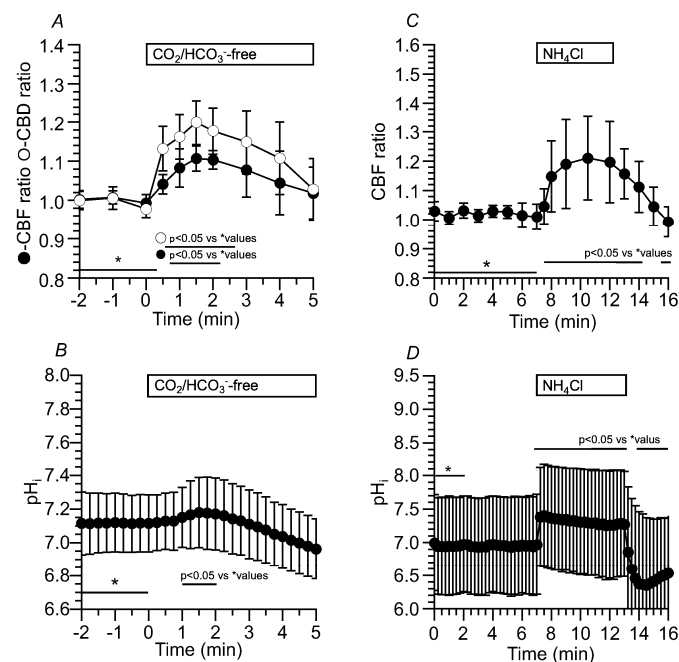 A
CO2/HCO3--free
●-CBF ratio O-CBD ratio
1.4
1.3
1.2
1.1
1.0
0.9
0.8
p<0.05 vs *values
p<0.05 vs *values
*
-2 -1 0 1 2 3 4 5
Time (min)
C
NH4Cl
CBF ratio
1.6
1.5
1.4
1.3
1.2
1.1
1.0
0.9
0.8
p<0.05 vs *values
*
0 2 4 6 8 10 12 14 16
Time (min)
B
CO2/HCO3--free
pHi
8.0
7.8
7.6
7.4
7.2
7.0
6.8
6.6
p<0.05 vs *values
*
-2 -1 0 1 2 3 4 5
Time (min)
D
NH4Cl
pHi
9.5
9.0
8.5
8.0
7.5
7.0
6.5
6.0
p<0.05 vs *valus
*
0 2 4 6 8 10 12 14 16
Time (min)